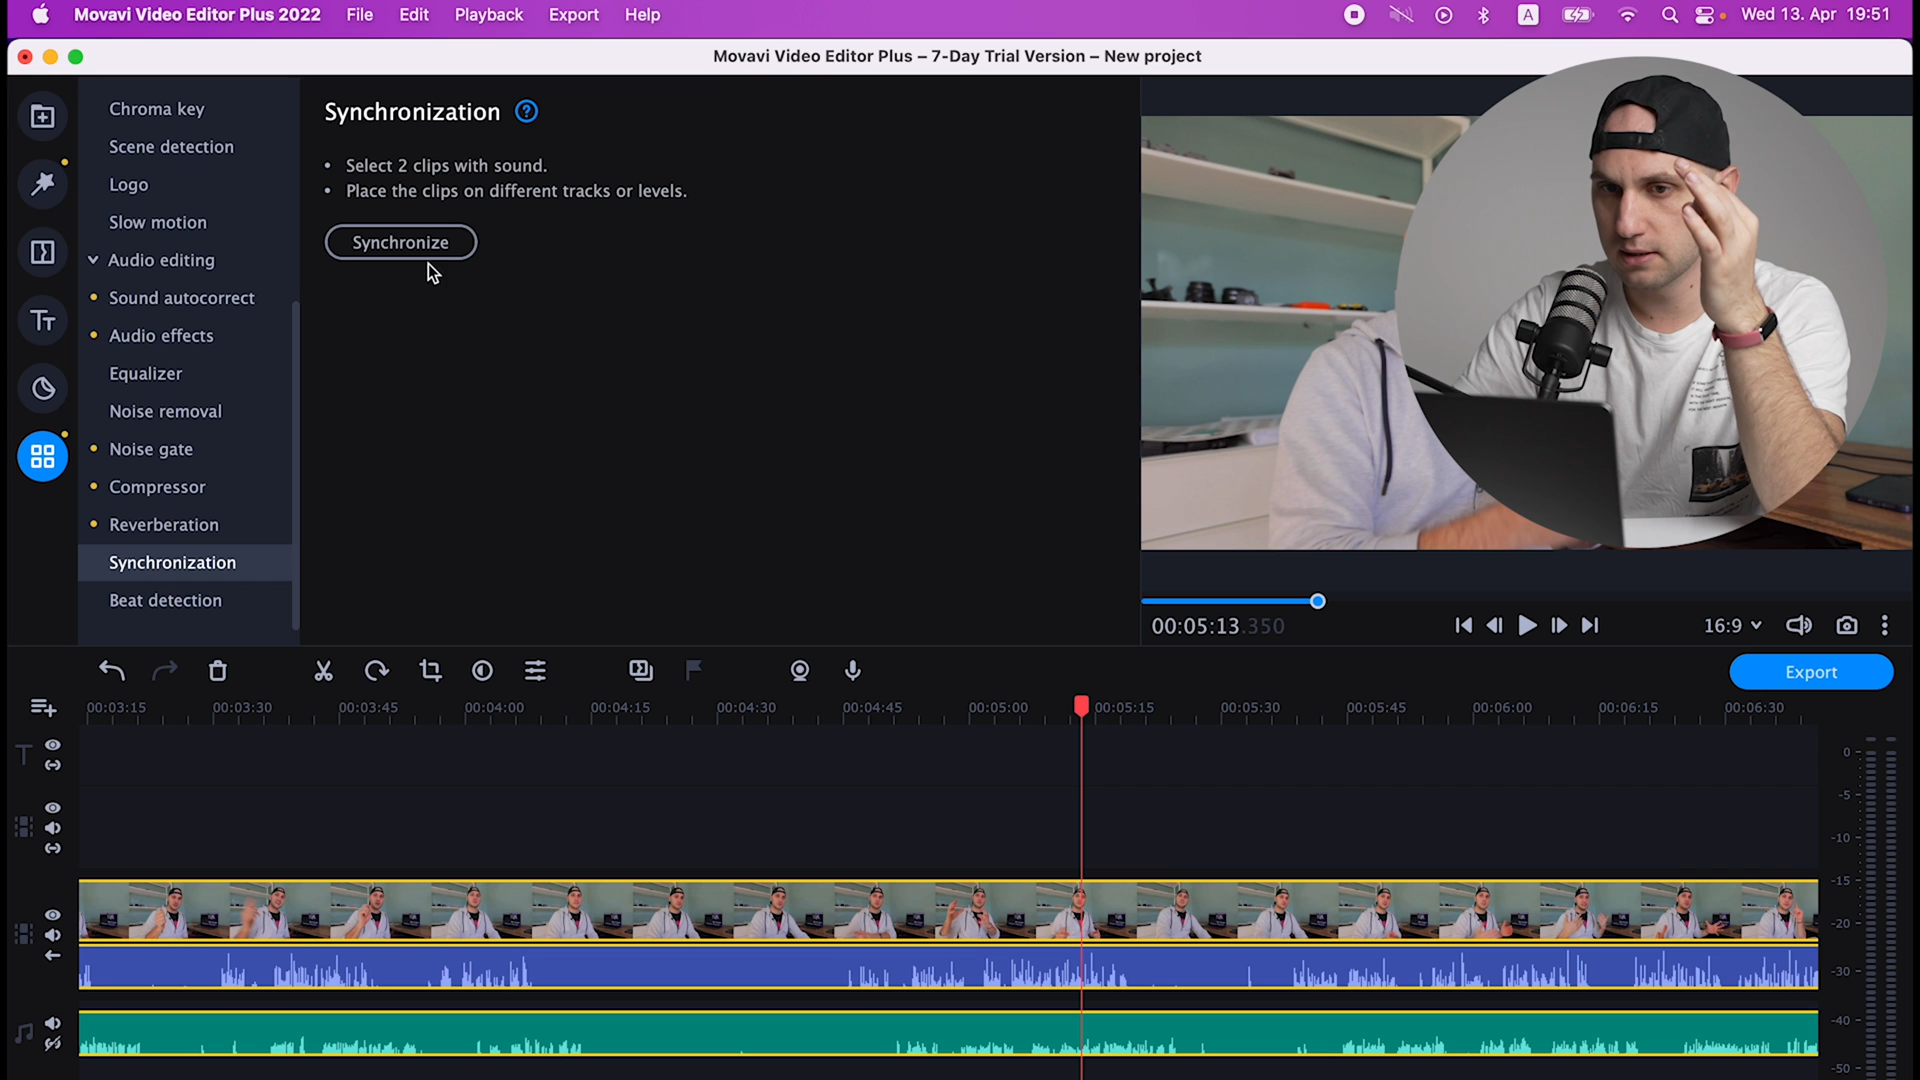 Movavi Video Editor Plus 2022 File Edit Playback Export Help A Wed 13. Apr 19:51
Movavi Video Editor Plus – 7-Day Trial Version – New project
Chroma key
Scene detection
Logo
Slow motion
Audio editing
Sound autocorrect
Audio effects
Equalizer
Noise removal
Noise gate
Compressor
Reverberation
Synchronization
Beat detection
Synchronization ?
• Select 2 clips with sound.
• Place the clips on different tracks or levels.
Synchronize
00:05:13.350
16:9
Export
00:03:15 00:03:30 00:03:45 00:04:00 00:04:15 00:04:30 00:04:45 00:05:00 00:05:15 00:05:30 00:05:45 00:06:00 00:06:15 00:06:30
0
-5
-10
-15
-20
-30
-40
-50